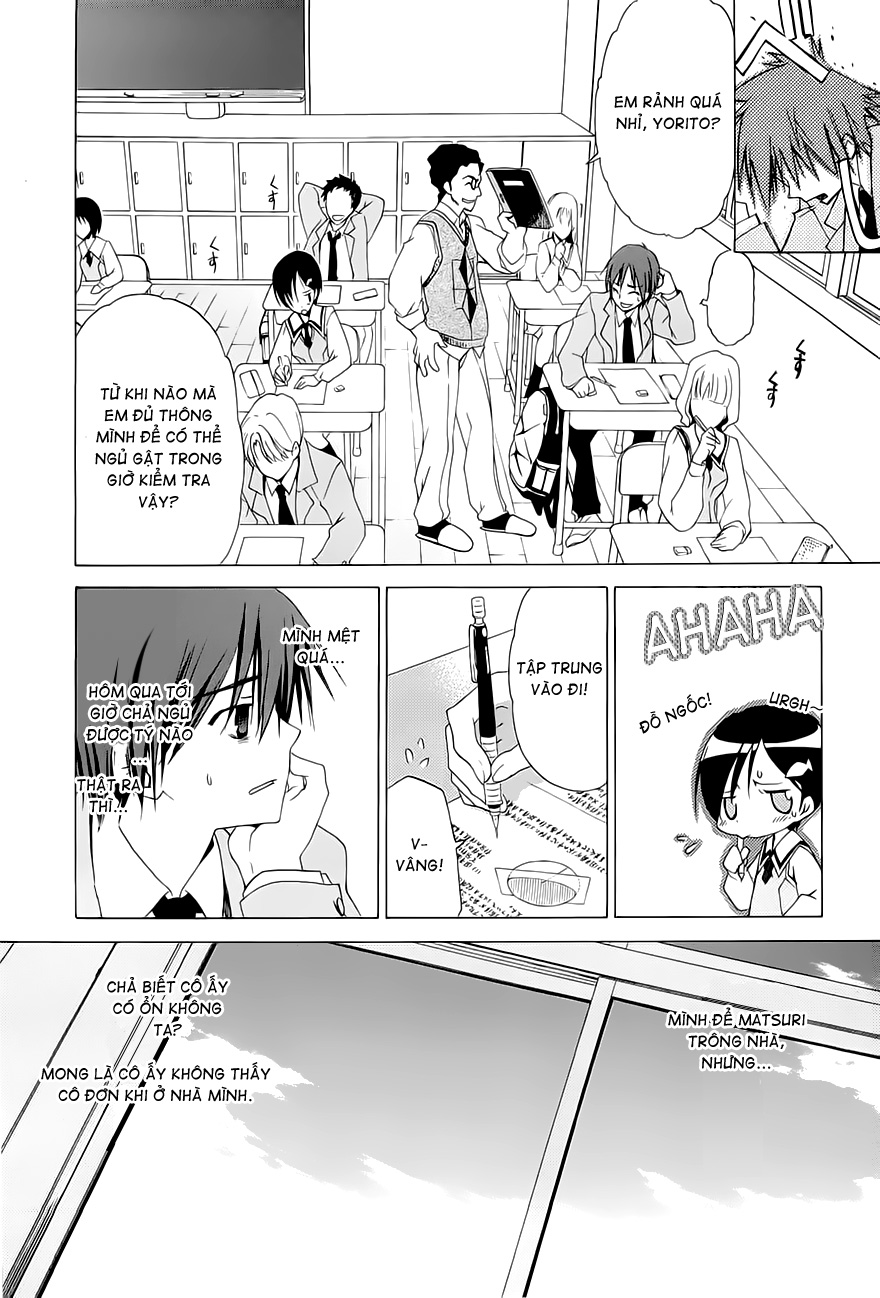 EM RẢNH QUÁ
NHỈ, YORITO?
くす
くす
くす
くす
TỪ KHI NÀO MÀ
EM ĐỦ THÔNG
MÌNH ĐỂ CÓ THỂ
NGỦ GẬT TRONG
GIỜ KIỂM TRA
VẬY?
AHAHA
ĐỒ NGỐC!
URGH~
TẬP TRUNG
VÀO ĐI!
V-
VÂNG!
MÌNH MỆT
QUÁ...
HÔM QUA TỚI
GIỜ CHẢ NGỦ
ĐƯỢC TÝ NÀO
...
THẬT RA
THÌ...
MÌNH ĐỂ MATSURI
TRÔNG NHÀ,
NHƯNG...
CHẢ BIẾT CÔ ẤY
CÓ ỔN KHÔNG
TA?
MONG LÀ CÔ ẤY KHÔNG THẤY
CÔ ĐƠN KHI Ở NHÀ MÌNH.